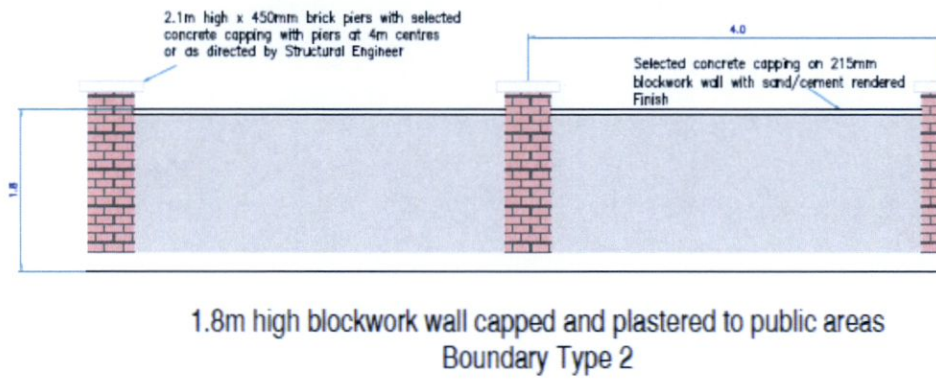 2.1m high x 450mm brick piers with selected
concrete capping with piers at 4m centres
or as directed by Structural Engineer
4.0
Selected concrete capping on 215mm
blockwork wall with sand/cement rendered
Finish
1.8
1.8m high blockwork wall capped and plastered to public areas
Boundary Type 2